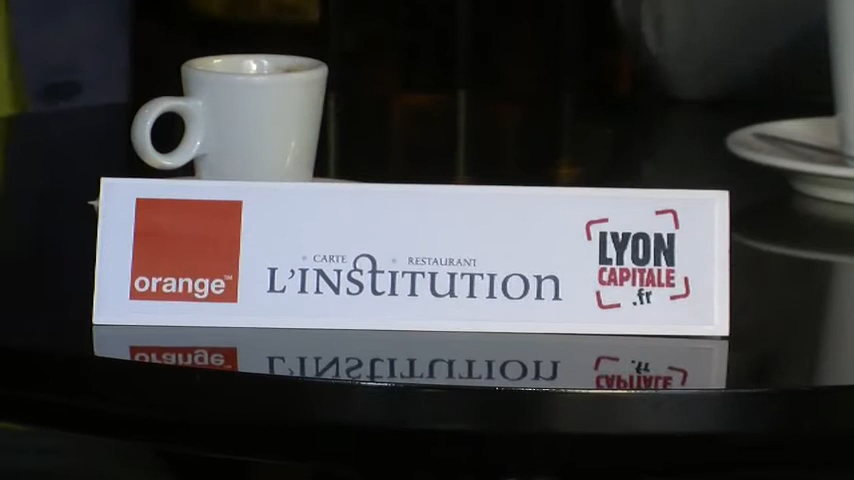 orange™
CARTE RESTAURANT
L'INSTITUTION
LYON
CAPITALE
.fr